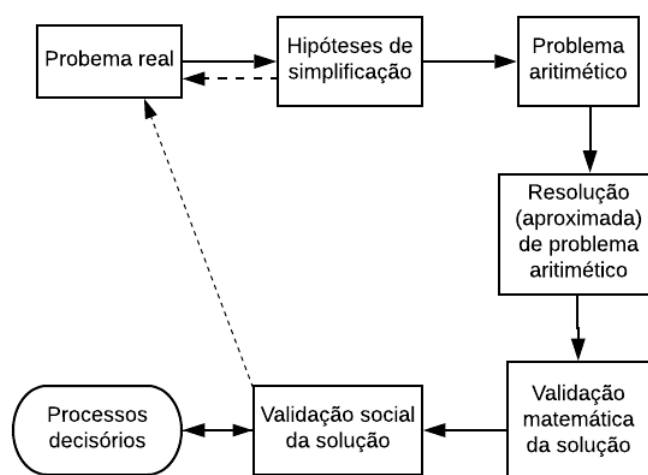 Probema real
Hipóteses de
simplificação
Problema
aritimético
Resolução
(aproximada)
de problema
aritimético
Validação
matemática
da solução
Validação social
da solução
Processos
decisórios